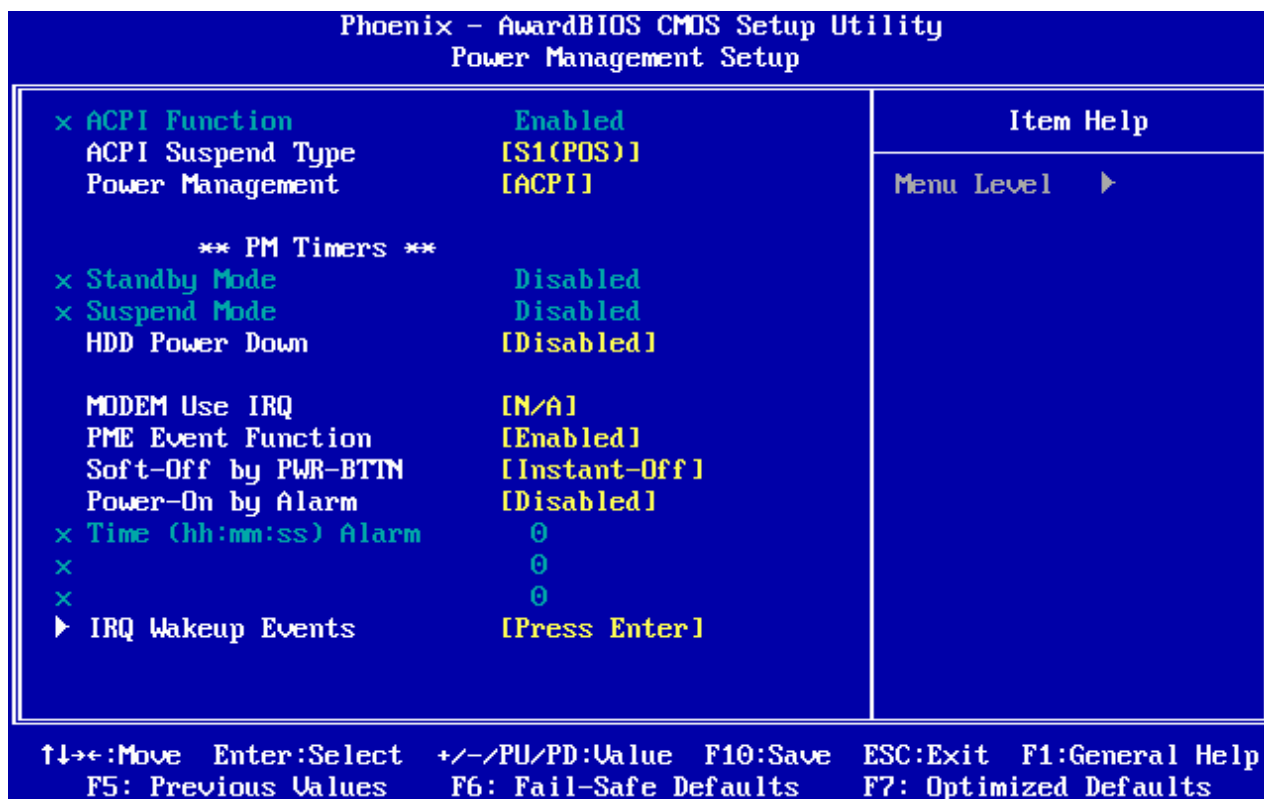 Phoenix - AwardBIOS CMOS Setup Utility
Power Management Setup
x ACPI Function Enabled
ACPI Suspend Type [S1(POS)]
Power Management [ACPI]
** PM Timers **
x Standby Mode Disabled
x Suspend Mode Disabled
HDD Power Down [Disabled]
MODEM Use IRQ [N/A]
PME Event Function [Enabled]
Soft-Off by PWR-BTTN [Instant-Off]
Power-On by Alarm [Disabled]
x Time (hh:mm:ss) Alarm 0
x 0
x 0
▶ IRQ Wakeup Events [Press Enter]
Item Help
Menu Level ▶
↑↓→←:Move Enter:Select +/-/PU/PD:Value F10:Save ESC:Exit F1:General Help
F5: Previous Values F6: Fail-Safe Defaults F7: Optimized Defaults